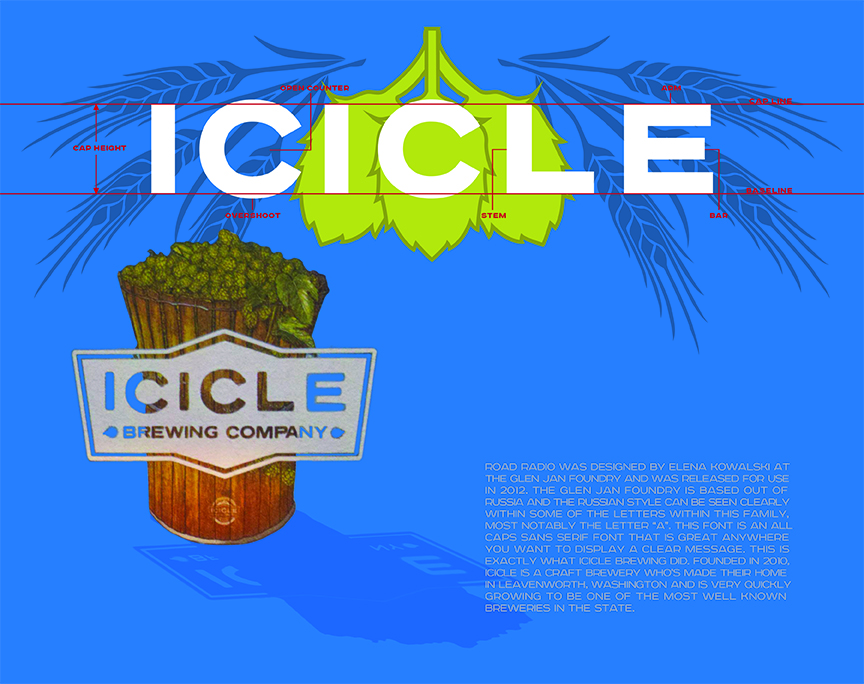 OPEN COUNTER
ARM
CAP LINE
ICICLE
CAP HEIGHT
BASELINE
OVERSHOOT
STEM
BAR
ICICLE
BREWING COMPANY
ROAD RADIO WAS DESIGNED BY ELENA KOWALSKI AT
THE GLEN JAN FOUNDRY AND WAS RELEASED FOR USE
IN 2012. THE GLEN JAN FOUNDRY IS BASED OUT OF
RUSSIA AND THE RUSSIAN STYLE CAN BE SEEN CLEARLY
WITHIN SOME OF THE LETTERS WITHIN THIS FAMILY,
MOST NOTABLY THE LETTER "A". THIS FONT IS AN ALL
CAPS SANS SERIF FONT THAT IS GREAT ANYWHERE
YOU WANT TO DISPLAY A CLEAR MESSAGE. THIS IS
EXACTLY WHAT ICICLE BREWING DID. FOUNDED IN 2010,
ICICLE IS A CRAFT BREWERY WHO'S MADE THEIR HOME
IN LEAVENWORTH, WASHINGTON AND IS VERY QUICKLY
GROWING TO BE ONE OF THE MOST WELL KNOWN
BREWERIES IN THE STATE.